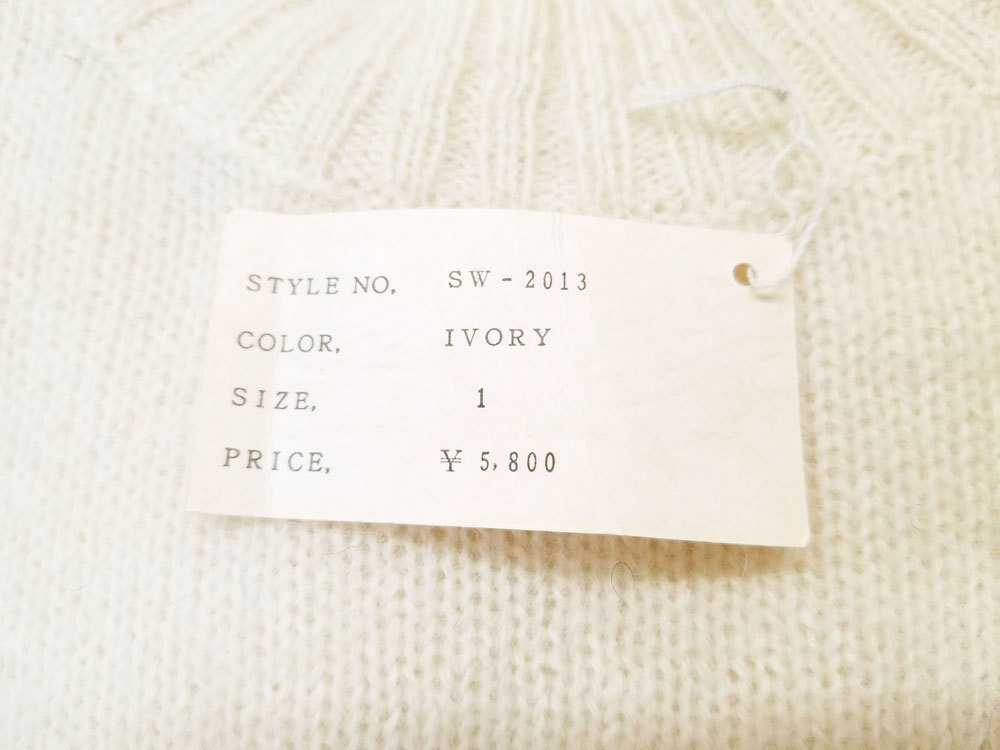 STYLE NO. SW-2013
COLOR. IVORY
SIZE. 1
PRICE. ¥ 5,800